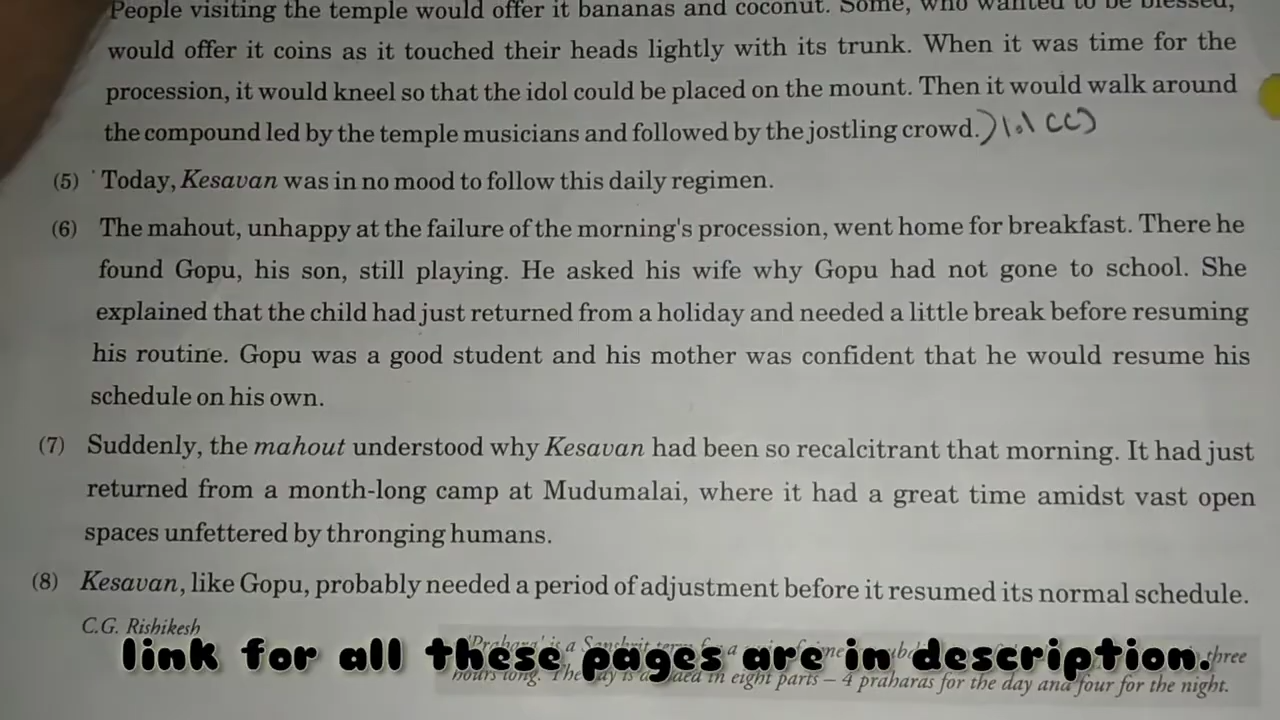 People visiting the temple would offer it bananas and coconut. Some, who wanted to be blessed,
would offer it coins as it touched their heads lightly with its trunk. When it was time for the
procession, it would kneel so that the idol could be placed on the mount. Then it would walk around
the compound led by the temple musicians and followed by the jostling crowd.
(5) Today, Kesavan was in no mood to follow this daily regimen.
(6) The mahout, unhappy at the failure of the morning's procession, went home for breakfast. There he
found Gopu, his son, still playing. He asked his wife why Gopu had not gone to school. She
explained that the child had just returned from a holiday and needed a little break before resuming
his routine. Gopu was a good student and his mother was confident that he would resume his
schedule on his own.
(7) Suddenly, the mahout understood why Kesavan had been so recalcitrant that morning. It had just
returned from a month-long camp at Mudumalai, where it had a great time amidst vast open
spaces unfettered by thronging humans.
(8) Kesavan, like Gopu, probably needed a period of adjustment before it resumed its normal schedule.
C.G. Rishikesh
'Prahara' is a Sanskrit term for a three
link for all these pages are in description.
hours long. The day is in eight parts – 4 praharas for the day and four for the night.